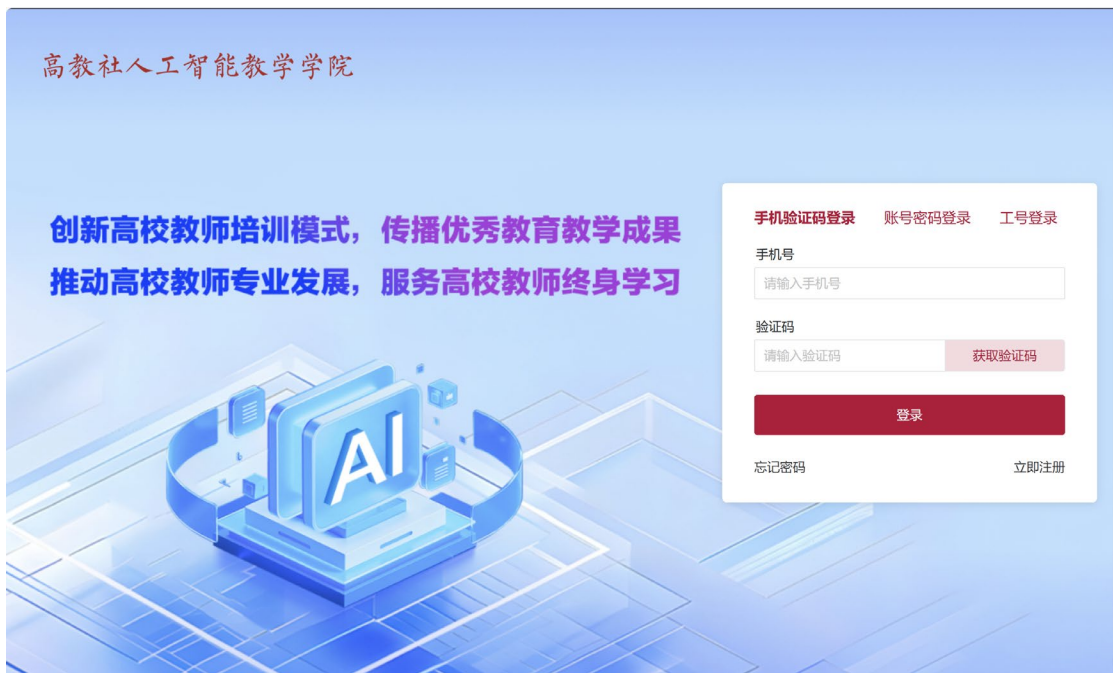 高教社人工智能教学学院
创新高校教师培训模式，传播优秀教育教学成果
推动高校教师专业发展，服务高校教师终身学习
AI
手机验证码登录 账号密码登录 工号登录
手机号
请输入手机号
验证码
请输入验证码 获取验证码
登录
忘记密码 立即注册